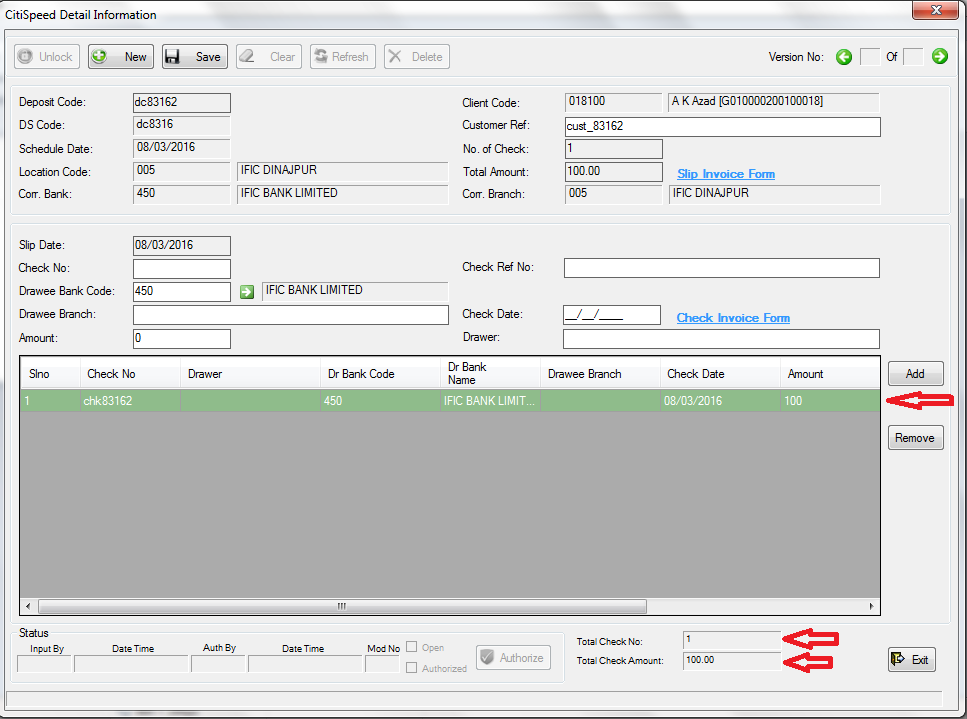 CitiSpeed Detail Information
Unlock New Save Clear Refresh Delete Version No: Of
Deposit Code: dc83162 Client Code: 018100 A K Azad [G010000200100018]
DS Code: dc8316 Customer Ref: cust_83162
Schedule Date: 08/03/2016 No. of Check: 1
Location Code: 005 IFIC DINAJPUR Total Amount: 100.00 Slip Invoice Form
Corr. Bank: 450 IFIC BANK LIMITED Corr. Branch: 005 IFIC DINAJPUR
Slip Date: 08/03/2016
Check No: Check Ref No:
Drawee Bank Code: 450 IFIC BANK LIMITED
Drawee Branch: Check Date: __/__/____ Check Invoice Form
Amount: 0 Drawer:
Slno Check No Drawer Dr Bank Code Dr Bank Name Drawee Branch Check Date Amount Add
1 chk83162 450 IFIC BANK LIMIT... 08/03/2016 100
Remove
Status
Input By Date Time Auth By Date Time Mod No Open
Authorized
Authorize
Total Check No: 1
Total Check Amount: 100.00
Exit